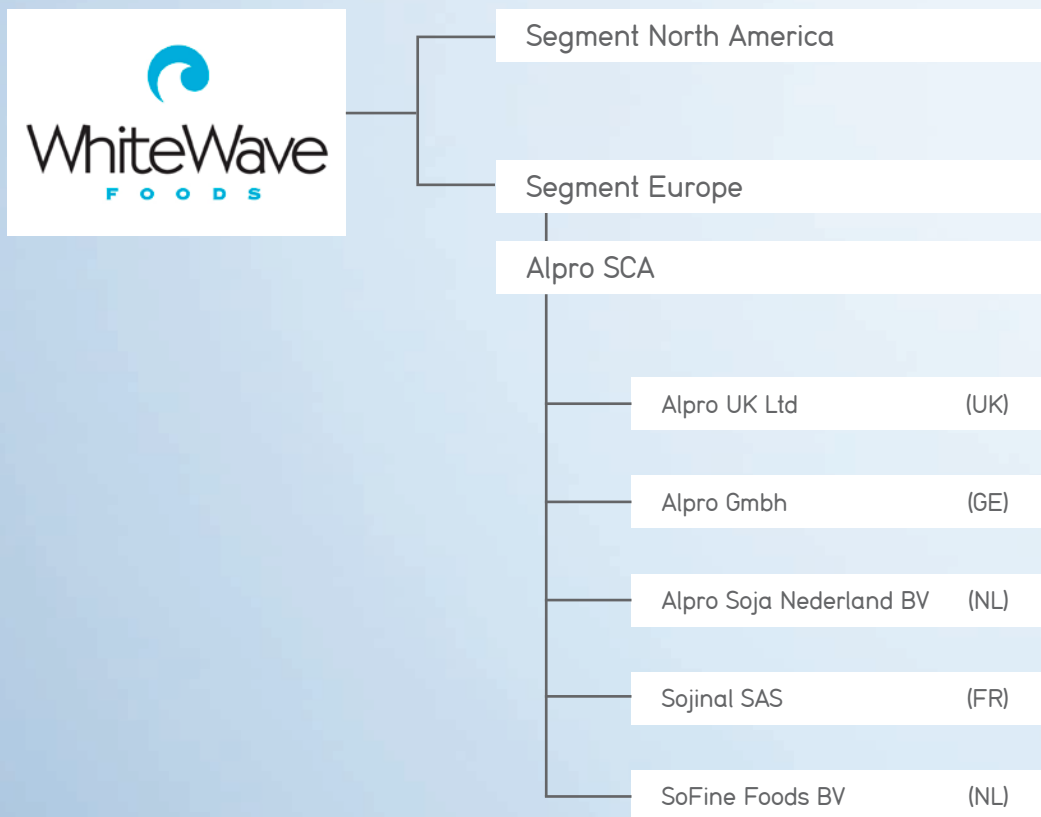 WhiteWave
FOODS
Segment North America
Segment Europe
Alpro SCA
Alpro UK Ltd (UK)
Alpro Gmbh (GE)
Alpro Soja Nederland BV (NL)
Sojinal SAS (FR)
SoFine Foods BV (NL)